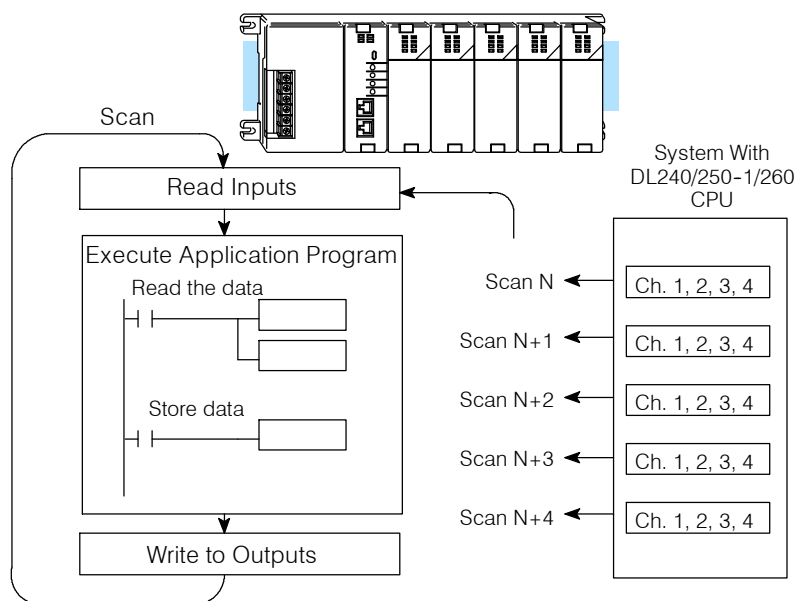 Scan
System With
DL240/250-1/260
CPU
Read Inputs
Execute Application Program
Read the data
Store data
Write to Outputs
Scan N
Ch. 1, 2, 3, 4
Scan N+1
Ch. 1, 2, 3, 4
Scan N+2
Ch. 1, 2, 3, 4
Scan N+3
Ch. 1, 2, 3, 4
Scan N+4
Ch. 1, 2, 3, 4